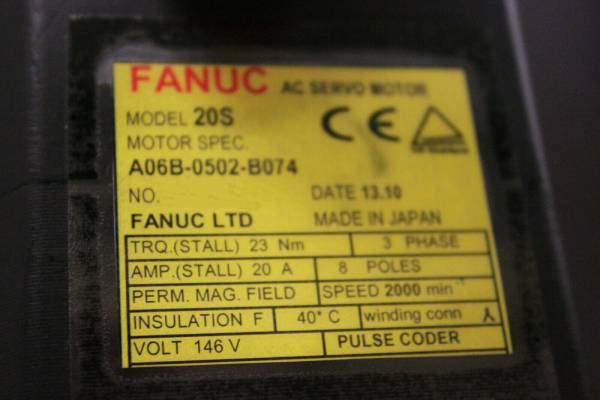 FANUC AC SERVO MOTOR
MODEL 20S
MOTOR SPEC.
A06B-0502-B074
NO. DATE 13.10
FANUC LTD MADE IN JAPAN
TRQ.(STALL) 23 Nm 3 PHASE
AMP.(STALL) 20 A 8 POLES
PERM. MAG. FIELD SPEED 2000 min⁻¹
INSULATION F 40° C winding conn
VOLT 146 V PULSE CODER